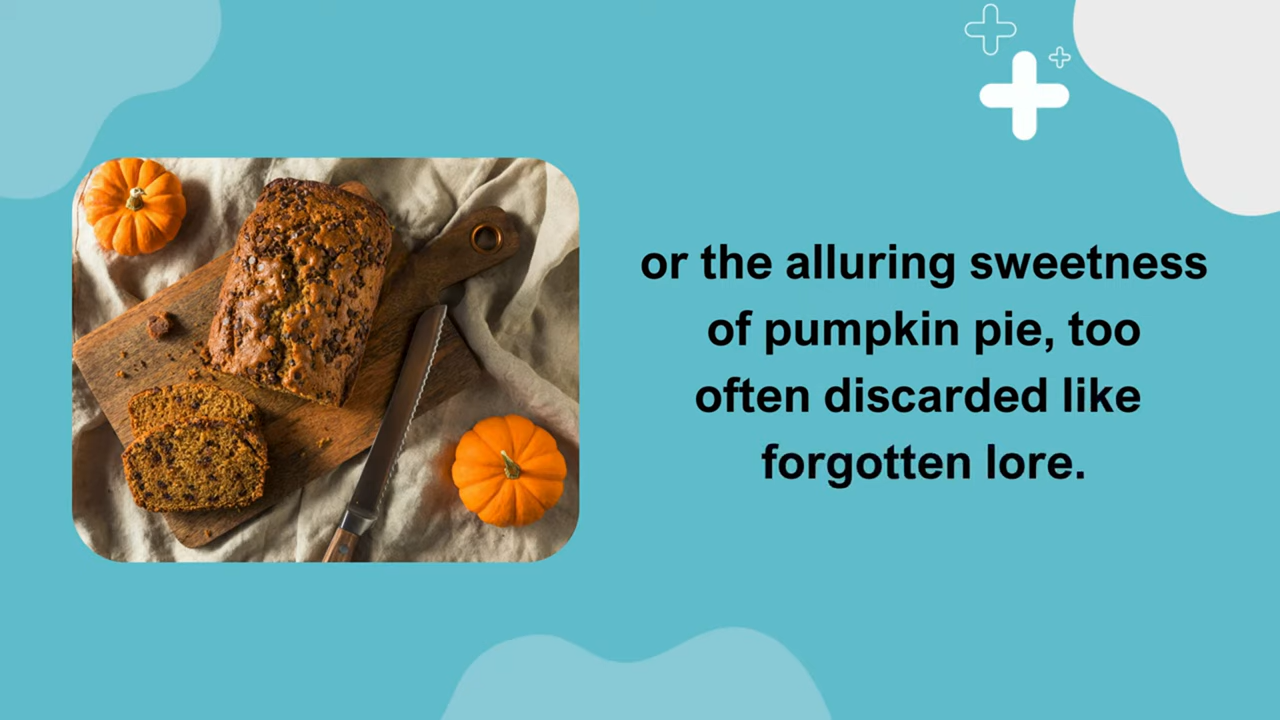 or the alluring sweetness
of pumpkin pie, too
often discarded like
forgotten lore.